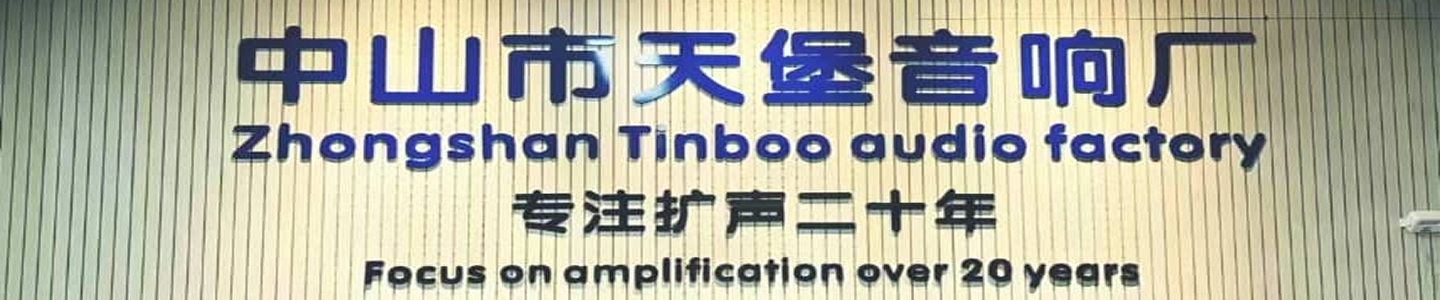 中山市天堡音响厂
Zhongshan Tinboo audio factory
专注扩声二十年
Focus on amplification over 20 years